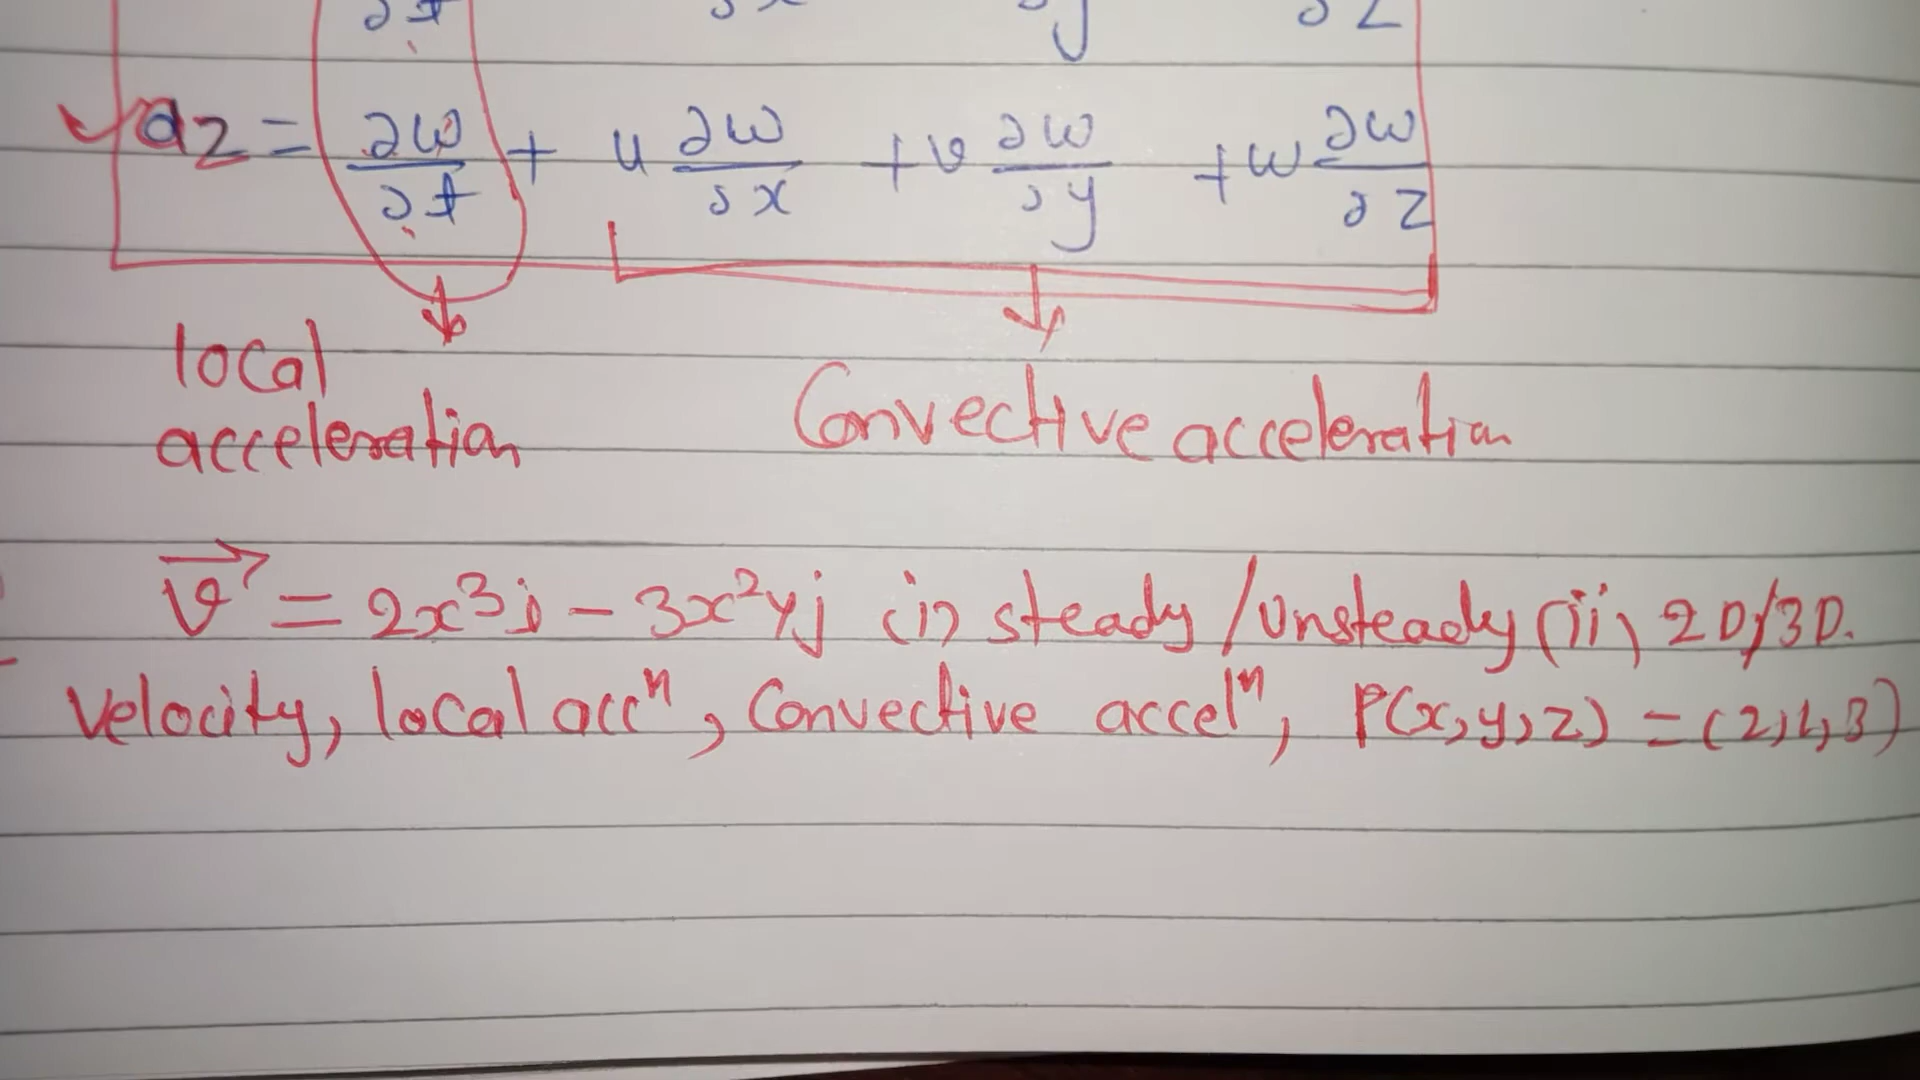 ∂t ∂x ∂y ∂z
az = ∂w/∂t + u ∂w/∂x + v ∂w/∂y + w ∂w/∂z
local
acceleration
Convective acceleration
v⃗ = 2x³i - 3x²yj (i) steady/unsteady (ii) 2D/3D.
Velocity, local accⁿ, Convective accelⁿ, P(x,y,z) = (2,1,3)